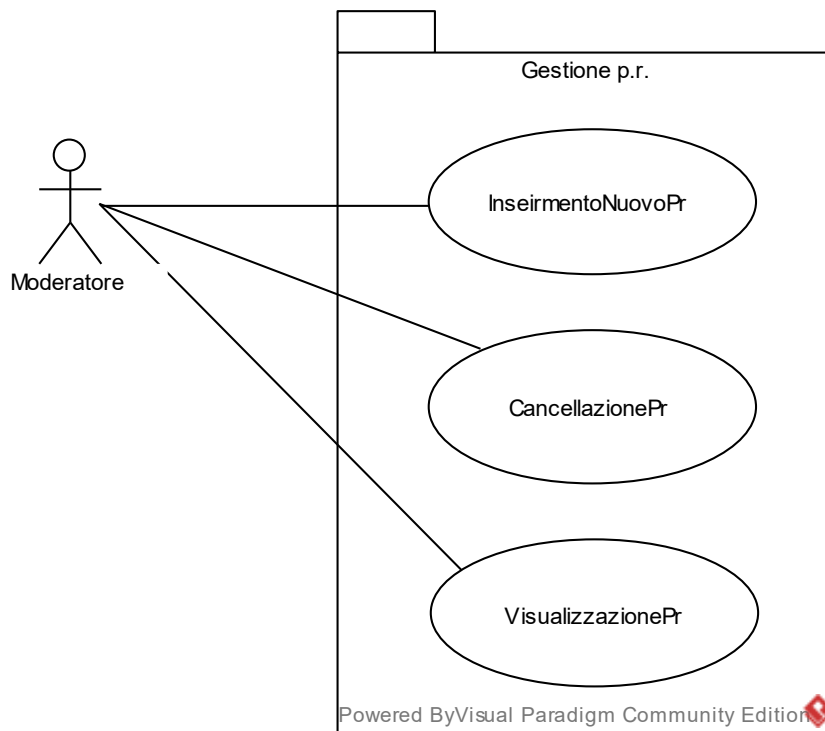 Gestione p.r.
InseirmentoNuovoPr
Moderatore
CancellazionePr
VisualizzazionePr
Powered ByVisual Paradigm Community Edition